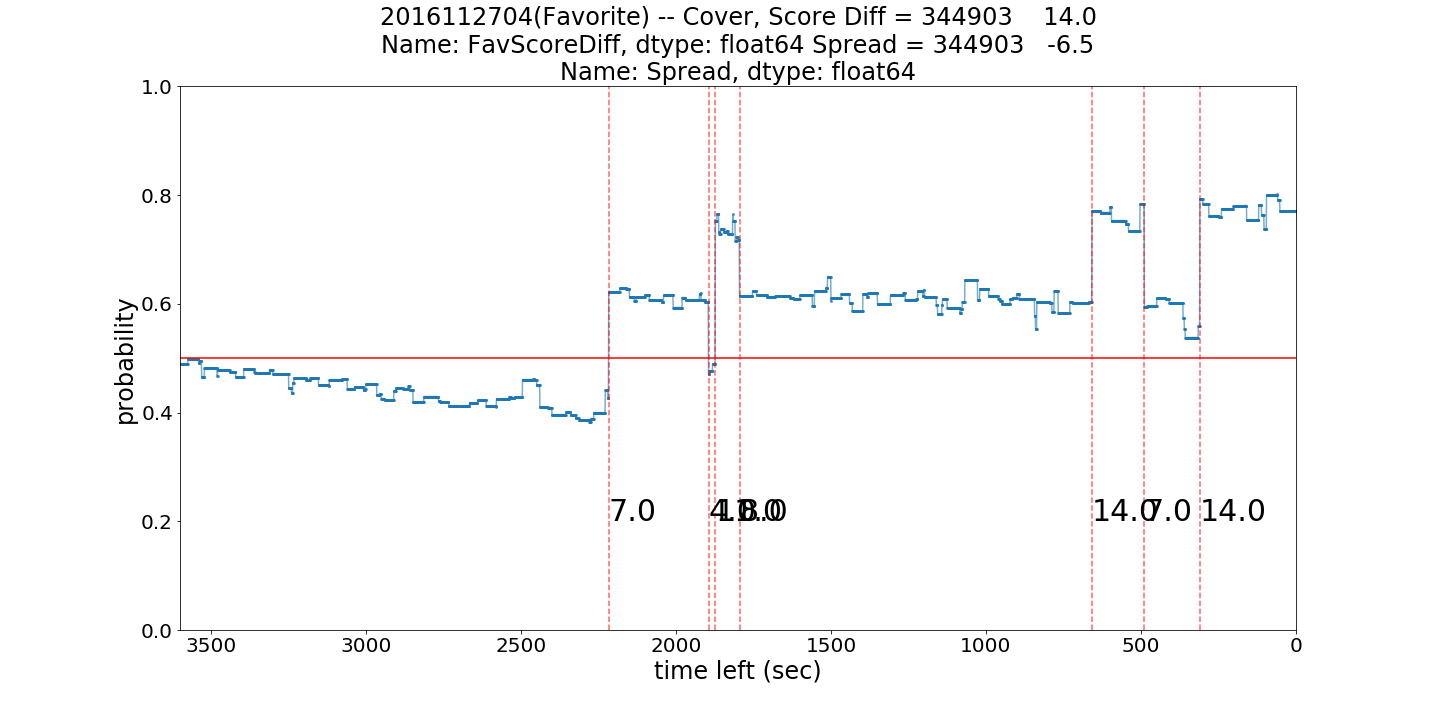 2016112704(Favorite) -- Cover, Score Diff = 344903    14.0
Name: FavScoreDiff, dtype: float64 Spread = 344903   -6.5
Name: Spread, dtype: float64
1.0
0.8
0.6
0.4
0.2
0.0
probability
7.0
14.0
7.0
14.0
3500 3000 2500 2000 1500 1000 500 0
time left (sec)